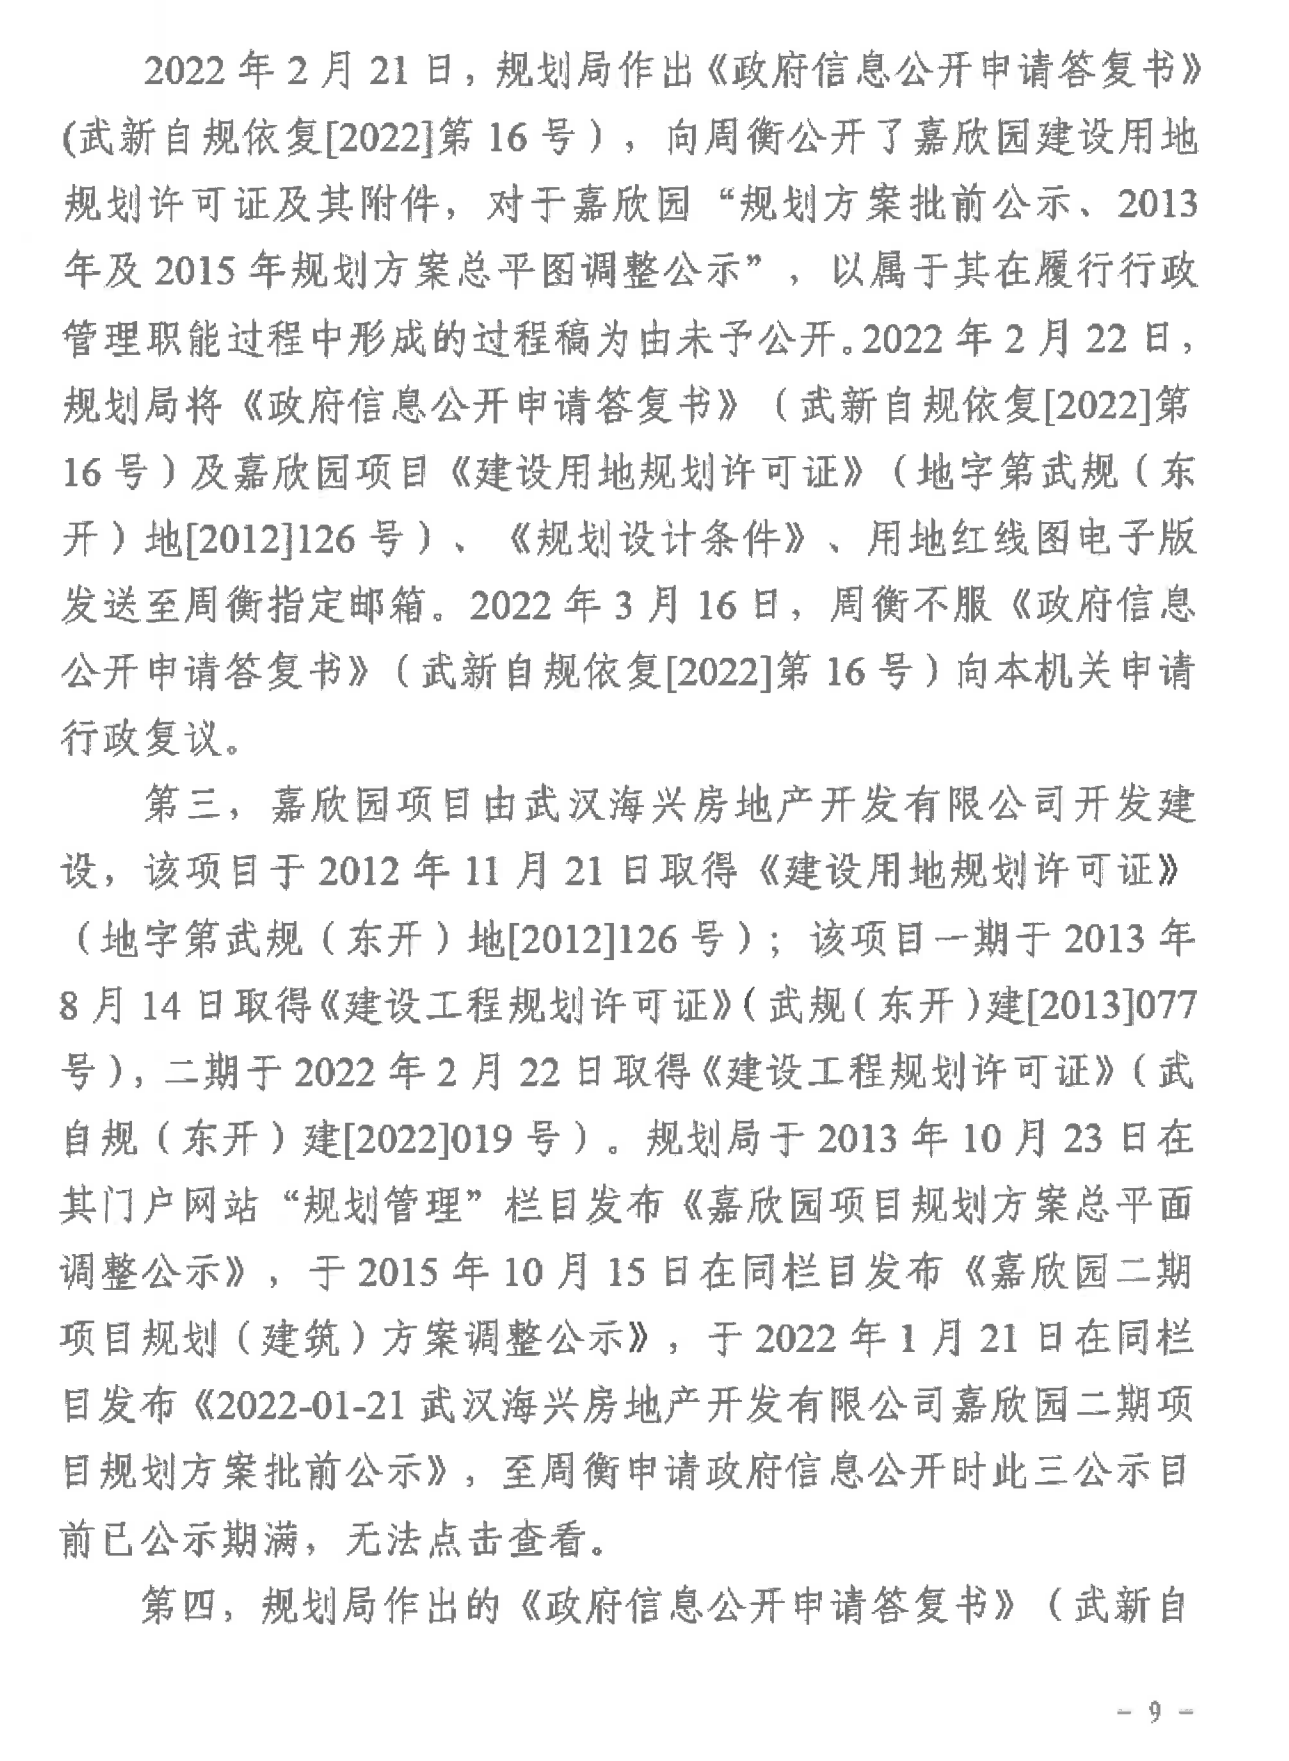 2022 年 2 月 21 日，规划局作出《政府信息公开申请答复书》
(武新自规依复[2022]第 16 号），向周衡公开了嘉欣园建设用地
规划许可证及其附件，对于嘉欣园“规划方案批前公示、2013
年及 2015 年规划方案总平图调整公示”，以属于其在履行行政
管理职能过程中形成的过程稿为由未予公开。2022 年 2 月 22 日，
规划局将《政府信息公开申请答复书》（武新自规依复[2022]第
16 号）及嘉欣园项目《建设用地规划许可证》（地字第武规（东
开）地[2012]126 号）、《规划设计条件》、用地红线图电子版
发送至周衡指定邮箱。2022 年 3 月 16 日，周衡不服《政府信息
公开申请答复书》（武新自规依复[2022]第 16 号）向本机关申请
行政复议。
第三，嘉欣园项目由武汉海兴房地产开发有限公司开发建
设，该项目于 2012 年 11 月 21 日取得《建设用地规划许可证》
（地字第武规（东开）地[2012]126 号）；该项目一期于 2013 年
8 月 14 日取得《建设工程规划许可证》（武规（东开）建[2013]077
号），二期于 2022 年 2 月 22 日取得《建设工程规划许可证》（武
自规（东开）建[2022]019 号）。规划局于 2013 年 10 月 23 日在
其门户网站“规划管理”栏目发布《嘉欣园项目规划方案总平面
调整公示》，于 2015 年 10 月 15 日在同栏目发布《嘉欣园二期
项目规划（建筑）方案调整公示》，于 2022 年 1 月 21 日在同栏
目发布《2022-01-21 武汉海兴房地产开发有限公司嘉欣园二期项
目规划方案批前公示》，至周衡申请政府信息公开时此三公示目
前已公示期满，无法点击查看。
第四，规划局作出的《政府信息公开申请答复书》（武新自
- 9 -